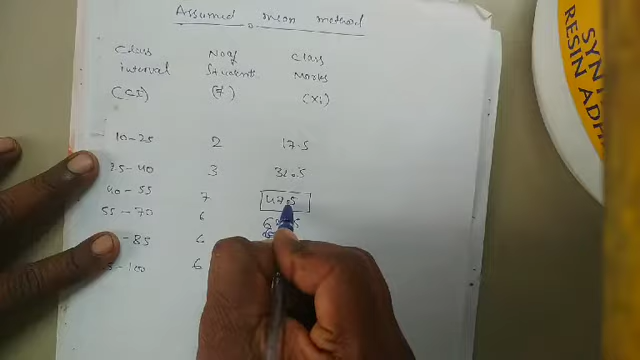 Assumed mean method
Class No of Class
interval Students Marks
(CI) (f) (xi)
10-25 2 17.5
25-40 3 32.5
40-55 7 47.5
55-70 6
-85 6
-100 6
RESIN ADH